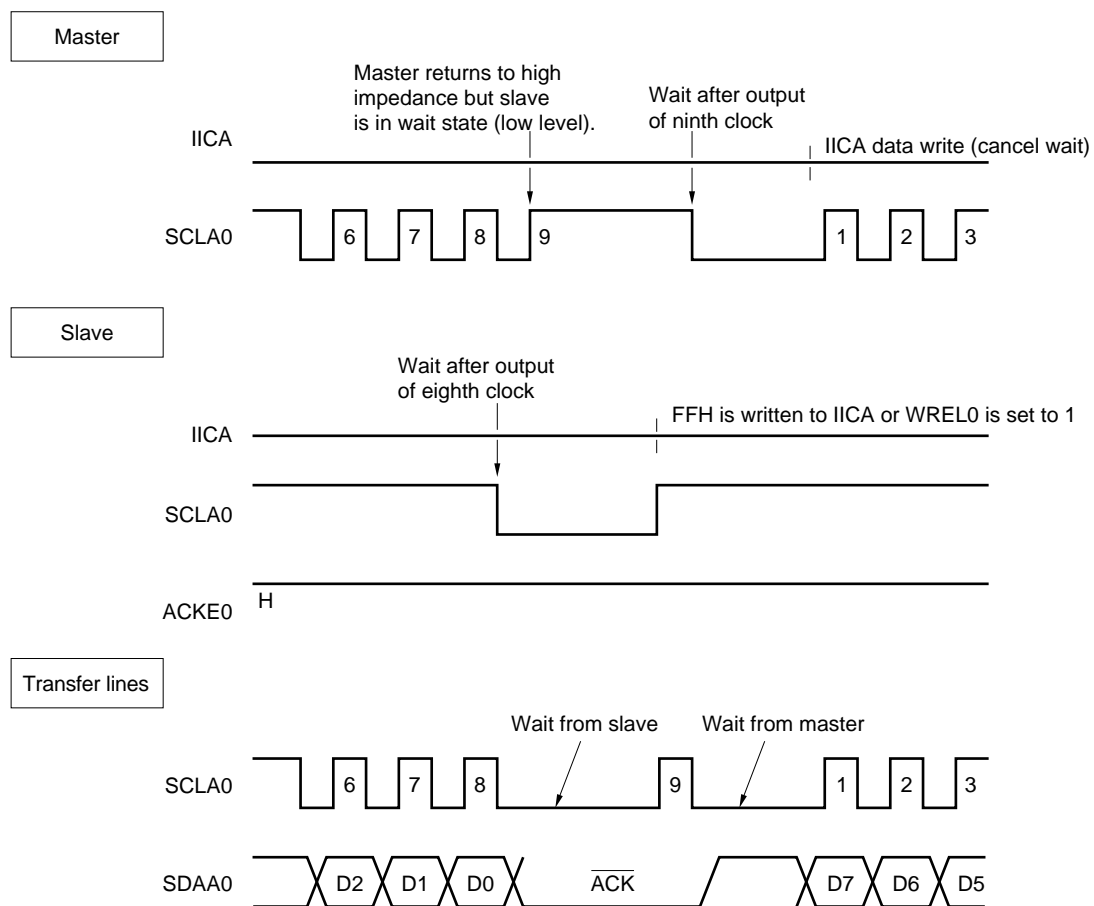 Master
Master returns to high
impedance but slave
is in wait state (low level).
Wait after output
of ninth clock
IICA
IICA data write (cancel wait)
SCLA0
6 7 8 9 1 2 3
Slave
Wait after output
of eighth clock
FFH is written to IICA or WREL0 is set to 1
IICA
SCLA0
H
ACKE0
Transfer lines
Wait from slave Wait from master
SCLA0
6 7 8 9 1 2 3
SDAA0
D2 D1 D0 ACK D7 D6 D5